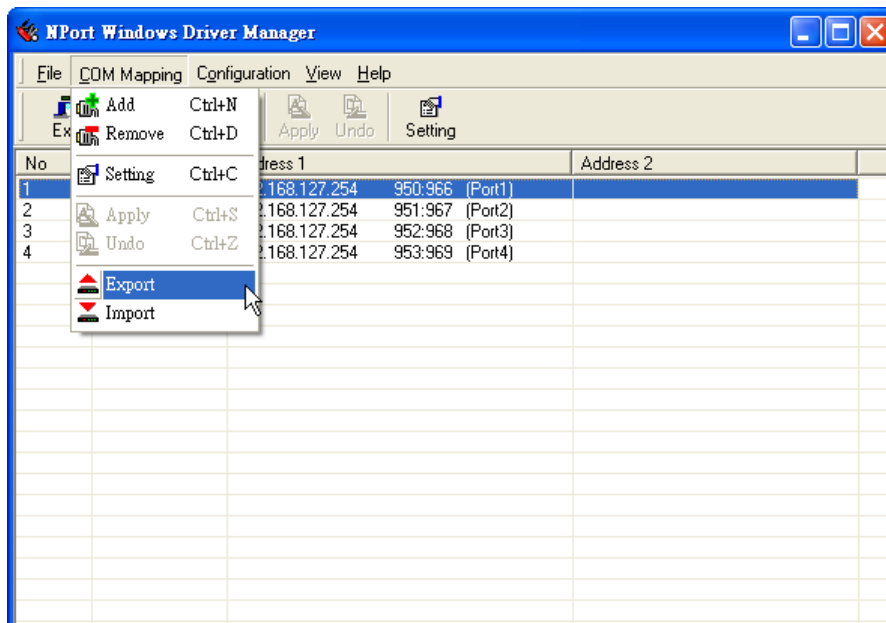 NPort Windows Driver Manager
File COM Mapping Configuration View Help
Add Ctrl+N
Ex
Remove Ctrl+D
Apply Undo Setting
No dress 1 Address 2
Setting Ctrl+C
1 2.168.127.254 950:966 (Port1)
2 2.168.127.254 951:967 (Port2)
Apply Ctrl+S
3 2.168.127.254 952:968 (Port3)
Undo Ctrl+Z
4 2.168.127.254 953:969 (Port4)
Export
Import